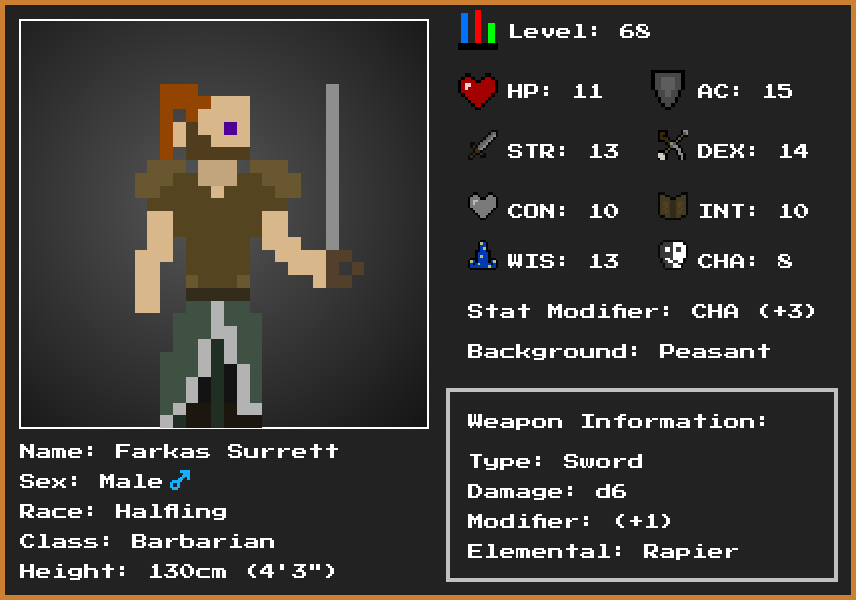 Level: 68
HP: 11 AC: 15
STR: 13 DEX: 14
CON: 10 INT: 10
WIS: 13 CHA: 8
Stat Modifier: CHA (+3)
Background: Peasant
Weapon Information:
Type: Sword
Damage: d6
Modifier: (+1)
Elemental: Rapier
Name: Farkas Surrett
Sex: Male ♂
Race: Halfling
Class: Barbarian
Height: 130cm (4'3")